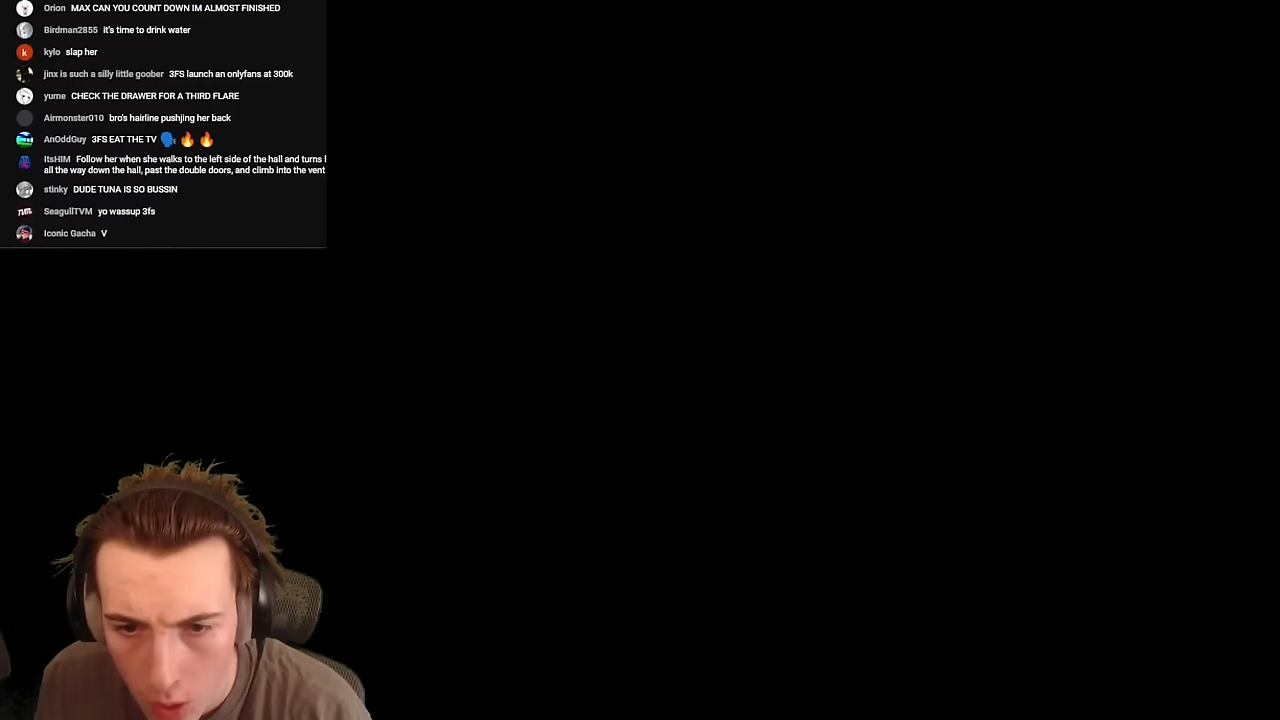 Orion MAX CAN YOU COUNT DOWN IM ALMOST FINISHED
Birdman2855 it's time to drink water
k kylo slap her
jinx is such a silly little goober 3FS launch an onlyfans at 300k
yume CHECK THE DRAWER FOR A THIRD FLARE
Airmonster010 bro's hairline pushjing her back
AnOddGuy 3FS EAT THE TV 🗣️🔥🔥
ItsHIM Follow her when she walks to the left side of the hall and turns
all the way down the hall, past the double doors, and climb into the vent
stinky DUDE TUNA IS SO BUSSIN
SeagullTVM yo wassup 3fs
Iconic Gacha V